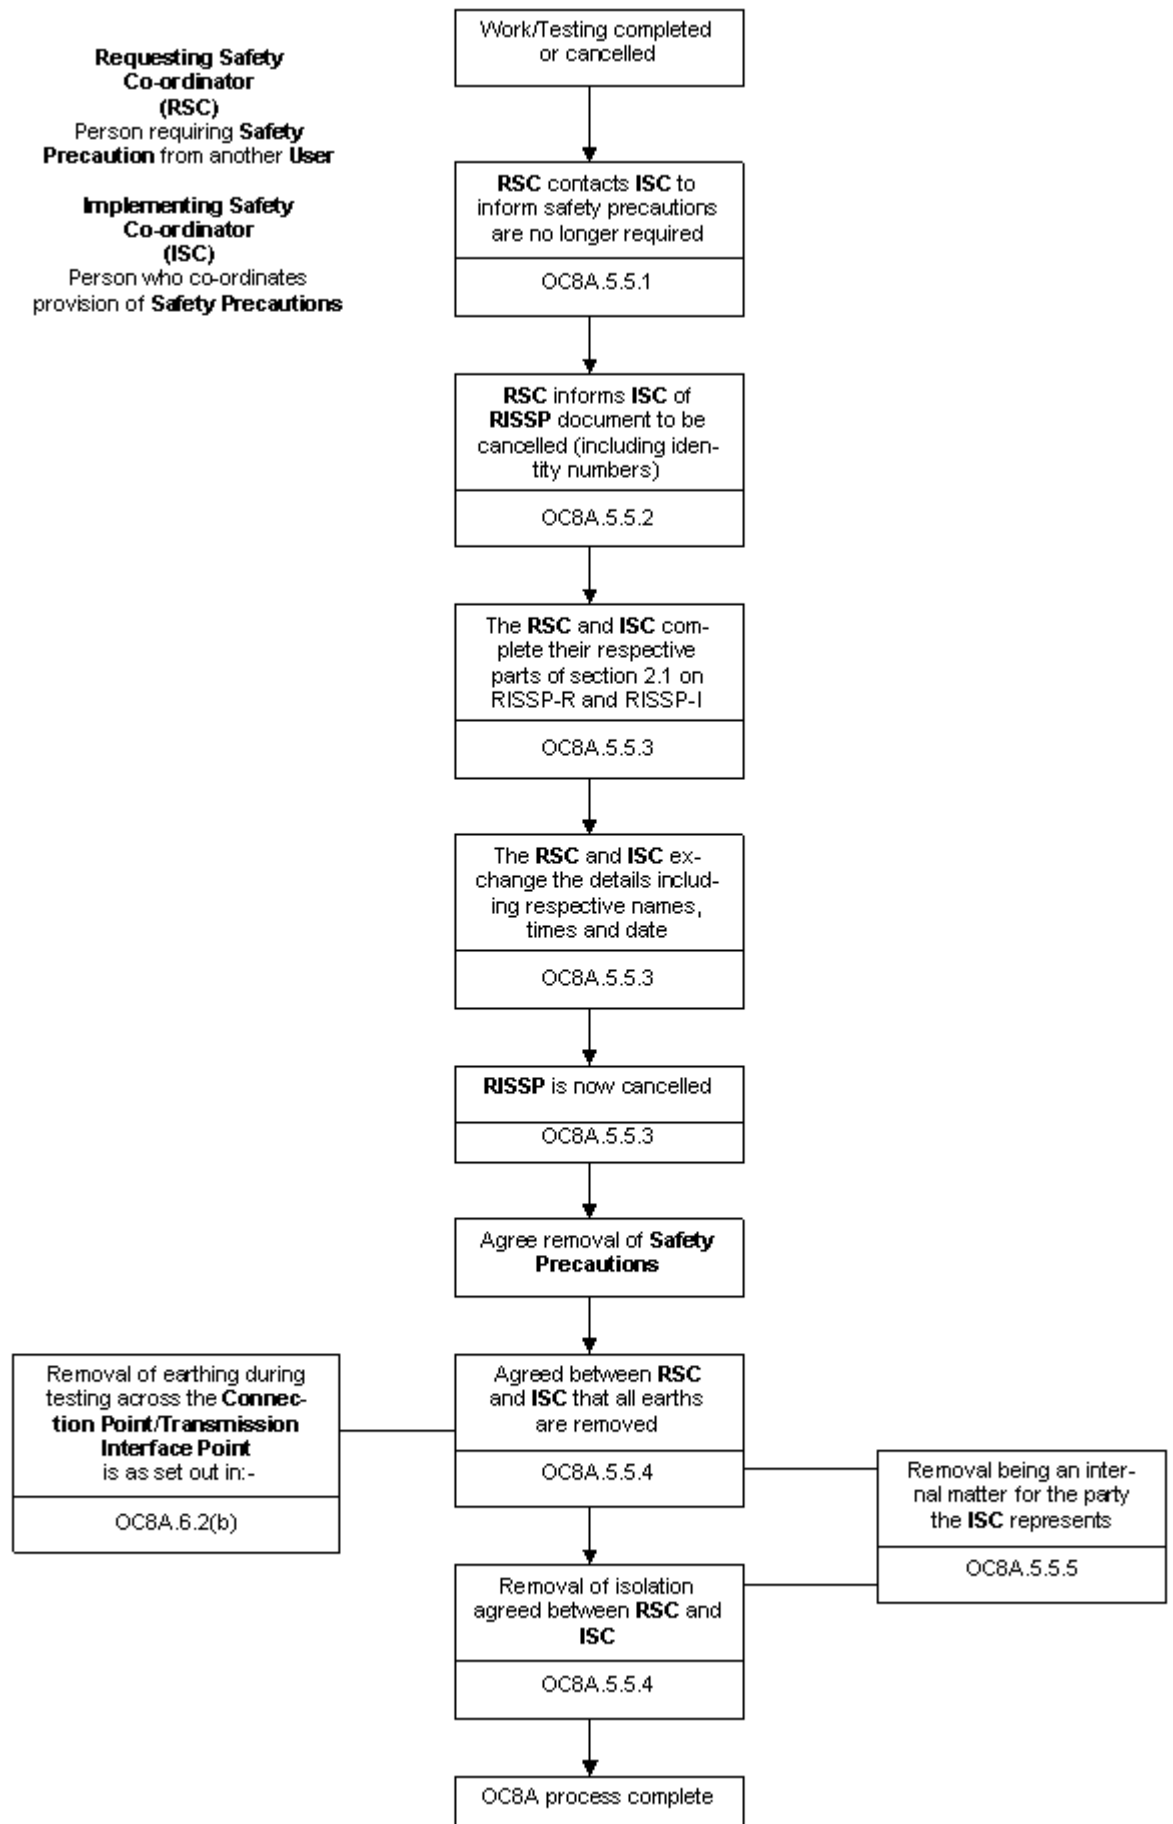 Requesting Safety
Co-ordinator
(RSC)
Person requiring Safety
Precaution from another User
Implementing Safety
Co-ordinator
(ISC)
Person who co-ordinates
provision of Safety Precautions
Work/Testing completed
or cancelled
RSC contacts ISC to
inform safety precautions
are no longer required
OC8A.5.5.1
RSC informs ISC of
RISSP document to be
cancelled (including iden-
tity numbers)
OC8A.5.5.2
The RSC and ISC com-
plete their respective
parts of section 2.1 on
RISSP-R and RISSP-I
OC8A.5.5.3
The RSC and ISC ex-
change the details includ-
ing respective names,
times and date
OC8A.5.5.3
RISSP is now cancelled
OC8A.5.5.3
Agree removal of Safety
Precautions
Removal of earthing during
testing across the Connec-
tion Point/Transmission
Interface Point
is as set out in:-
OC8A.6.2(b)
Agreed between RSC
and ISC that all earths
are removed
OC8A.5.5.4
Removal being an inter-
nal matter for the party
the ISC represents
OC8A.5.5.5
Removal of isolation
agreed between RSC and
ISC
OC8A.5.5.4
OC8A process complete